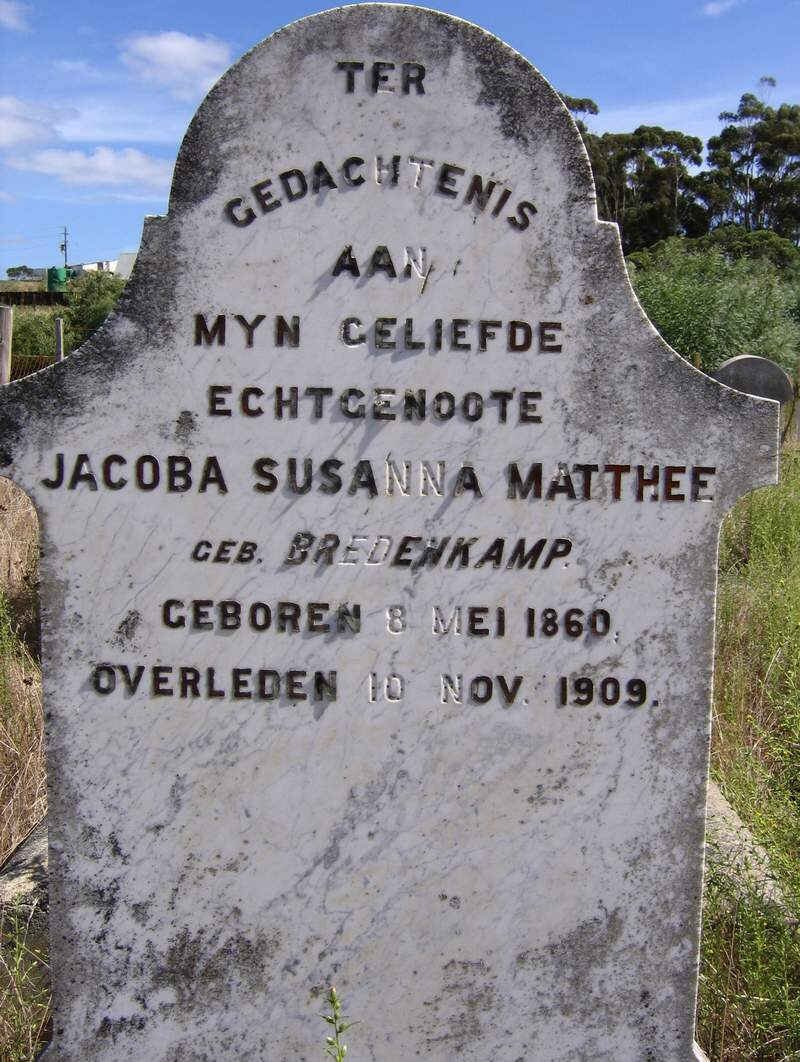 TER
GEDACHTENIS
AAN
MYN GELIEFDE
ECHTGENOOTE
JACOBA SUSANNA MATTHEE
GEB. BREDENKAMP.
GEBOREN 8 MEI 1860,
OVERLEDEN 10 NOV. 1909.